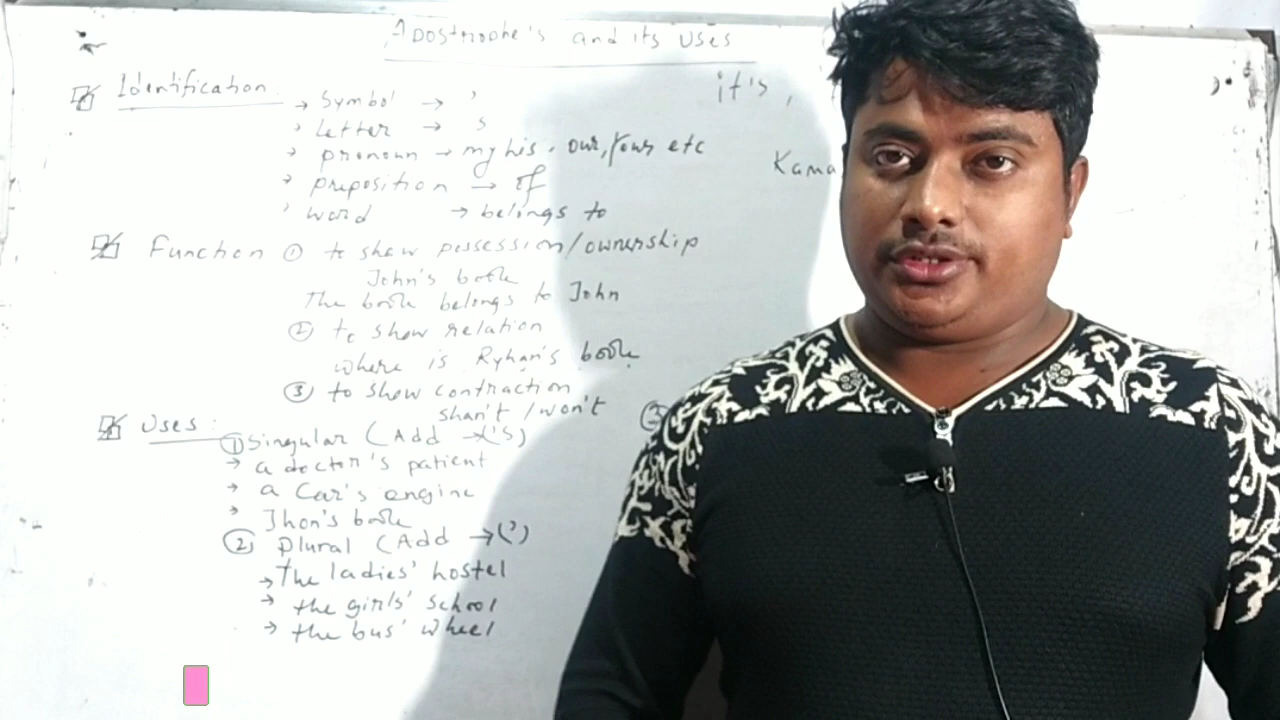 Apostrophe's and its uses
Identification
→ Symbol → '
→ Letter → s
→ pronoun → my his, our, your etc
→ preposition → of
→ word → belongs to
it's,
Kama
Function ① to show possession/ownership
John's book
The book belongs to John
② to show relation
where is Ryhan's book
③ to show contraction
shan't / won't
Uses:
① Singular (Add → ('s)
→ a doctor's patient
→ a Car's engine
→ Jhon's book
② plural (Add → (')
→ The ladies' hostel
→ the girls' school
→ the bus' wheel